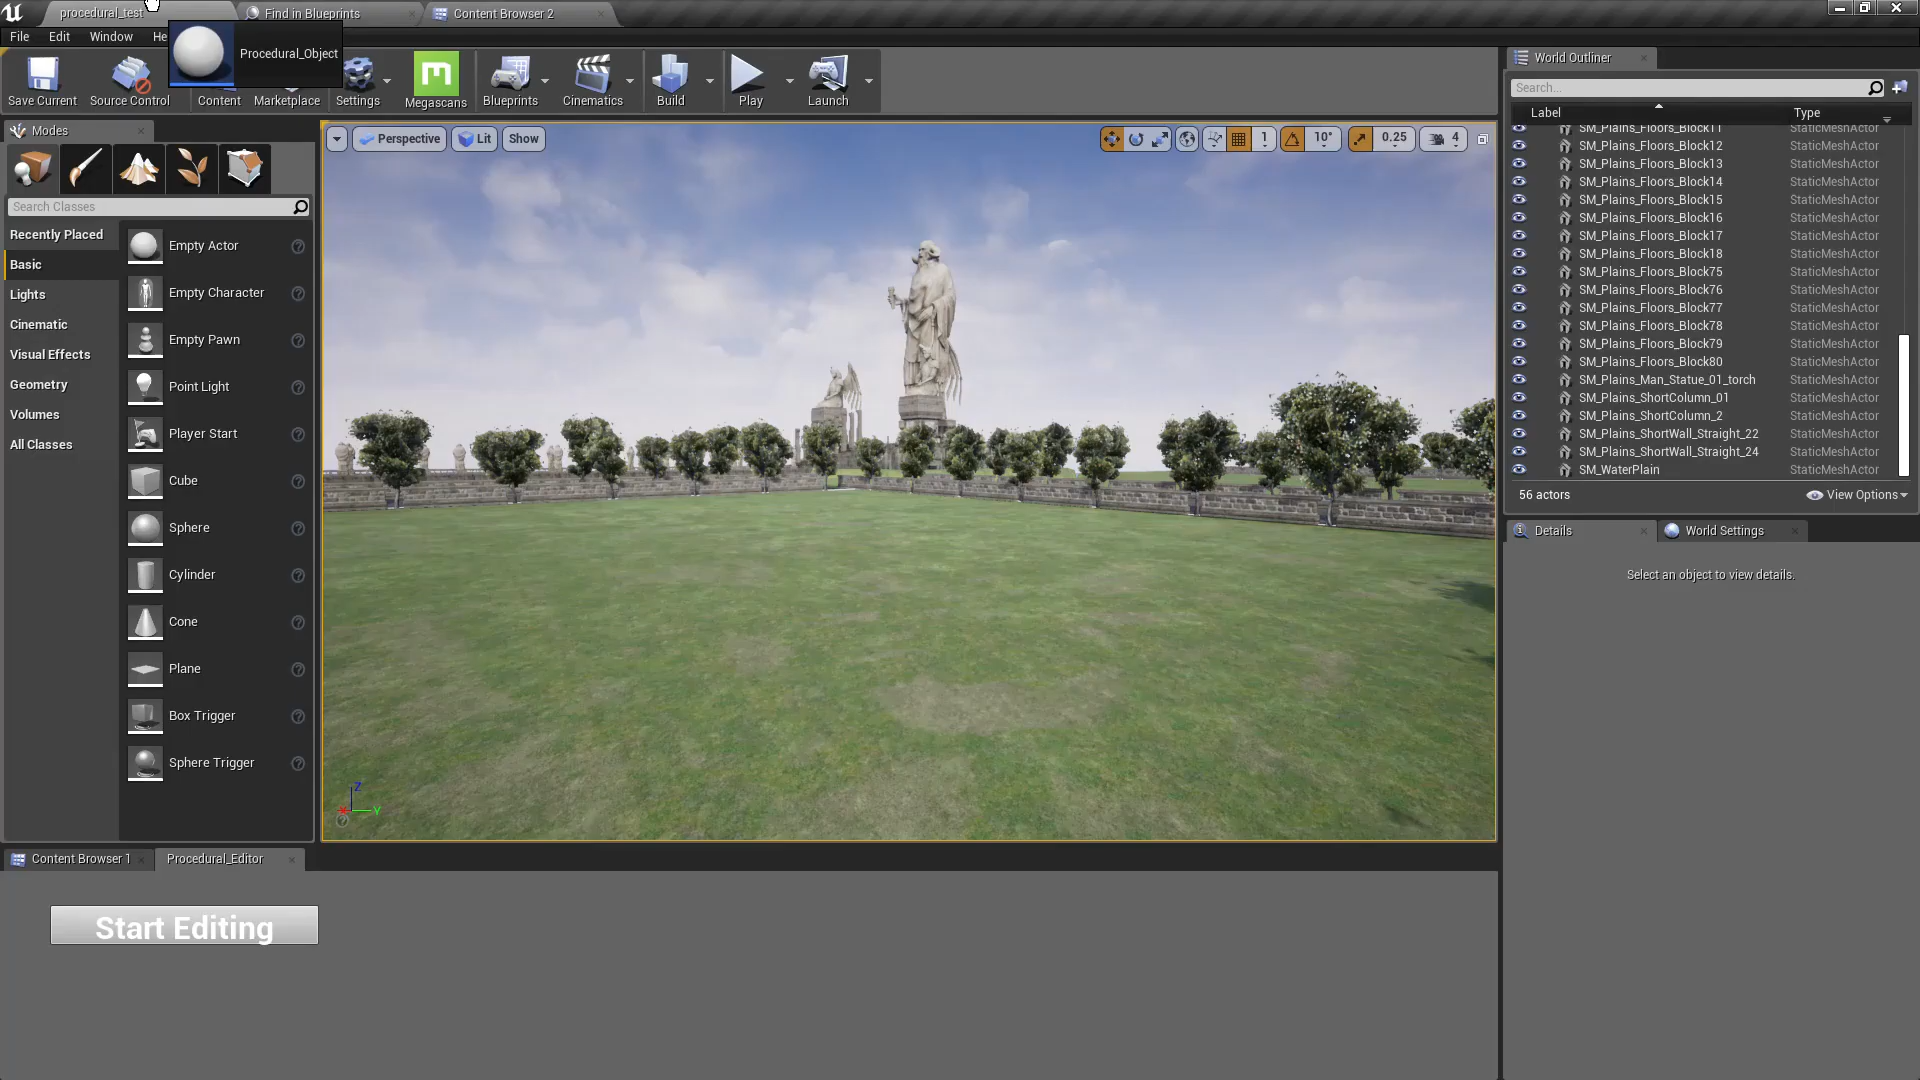 procedural_test
Find in Blueprints
Content Browser 2
File
Edit
Window
He
Procedural_Object
Save Current
Source Control
Content
Marketplace
Settings
Megascans
Blueprints
Cinematics
Build
Play
Launch
Modes
Search Classes
Recently Placed
Basic
Lights
Cinematic
Visual Effects
Geometry
Volumes
All Classes
Empty Actor
Empty Character
Empty Pawn
Point Light
Player Start
Cube
Sphere
Cylinder
Cone
Plane
Box Trigger
Sphere Trigger
Perspective
Lit
Show
1
10°
0.25
4
Z
X
Y
World Outliner
Search...
Label Type
SM_Plains_Floors_Block11 StaticMeshActor
SM_Plains_Floors_Block12 StaticMeshActor
SM_Plains_Floors_Block13 StaticMeshActor
SM_Plains_Floors_Block14 StaticMeshActor
SM_Plains_Floors_Block15 StaticMeshActor
SM_Plains_Floors_Block16 StaticMeshActor
SM_Plains_Floors_Block17 StaticMeshActor
SM_Plains_Floors_Block18 StaticMeshActor
SM_Plains_Floors_Block75 StaticMeshActor
SM_Plains_Floors_Block76 StaticMeshActor
SM_Plains_Floors_Block77 StaticMeshActor
SM_Plains_Floors_Block78 StaticMeshActor
SM_Plains_Floors_Block79 StaticMeshActor
SM_Plains_Floors_Block80 StaticMeshActor
SM_Plains_Man_Statue_01_torch StaticMeshActor
SM_Plains_ShortColumn_01 StaticMeshActor
SM_Plains_ShortColumn_2 StaticMeshActor
SM_Plains_ShortWall_Straight_22 StaticMeshActor
SM_Plains_ShortWall_Straight_24 StaticMeshActor
SM_WaterPlain StaticMeshActor
56 actors
View Options
Details
World Settings
Select an object to view details.
Content Browser 1
Procedural_Editor
Start Editing